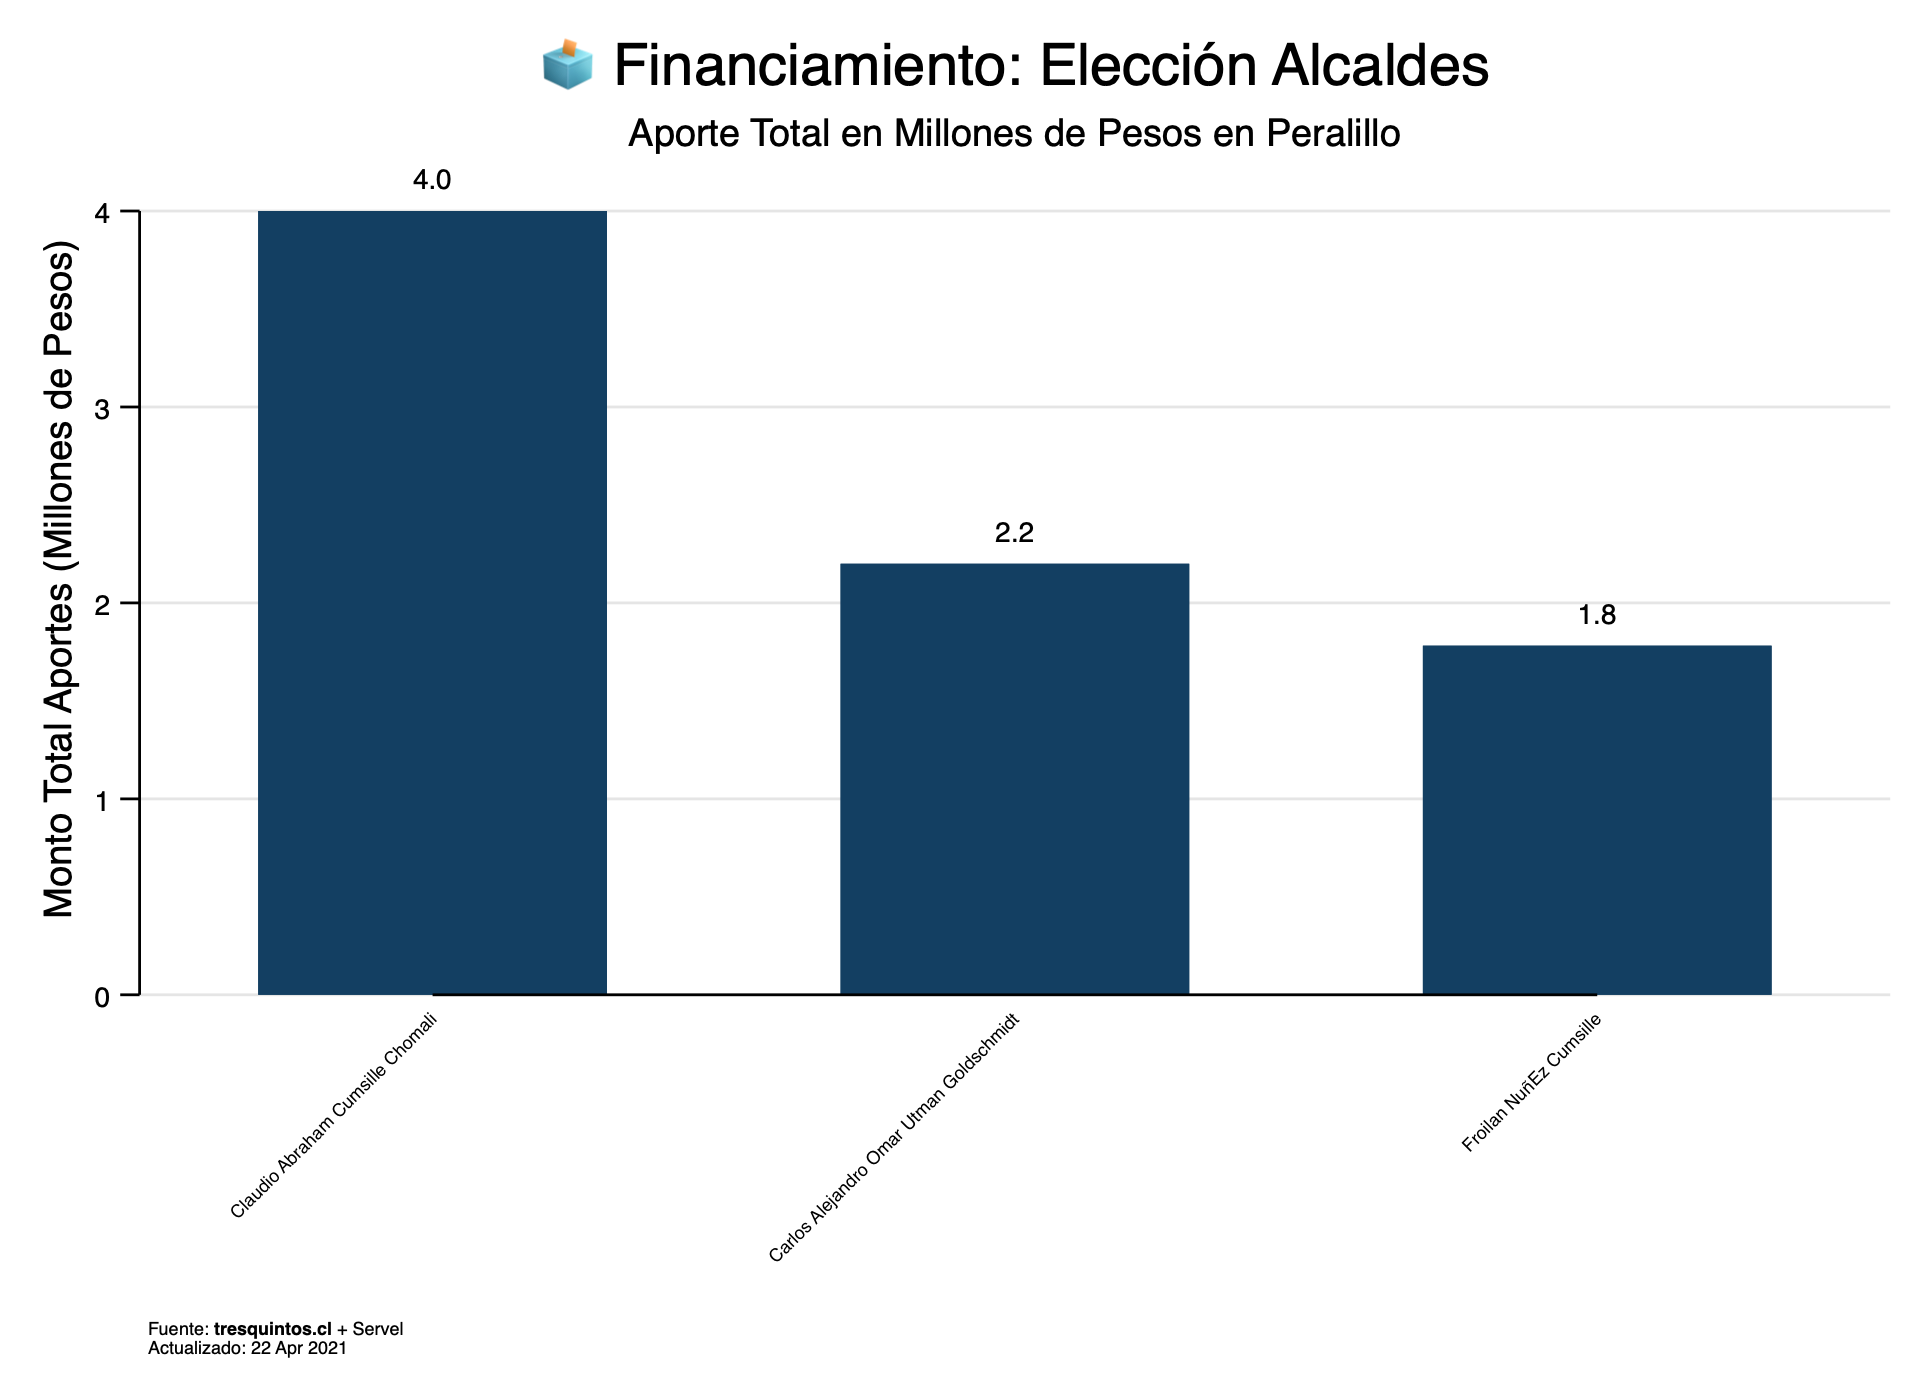 Financiamiento: Elección Alcaldes
Aporte Total en Millones de Pesos en Peralillo
Monto Total Aportes (Millones de Pesos)
4
3
2
1
0
4.0
2.2
1.8
Claudio Abraham Cumsille Chomali
Carlos Alejandro Omar Utman Goldschmidt
Froilan NuñEz Cumsille
Fuente: tresquintos.cl + Servel
Actualizado: 22 Apr 2021